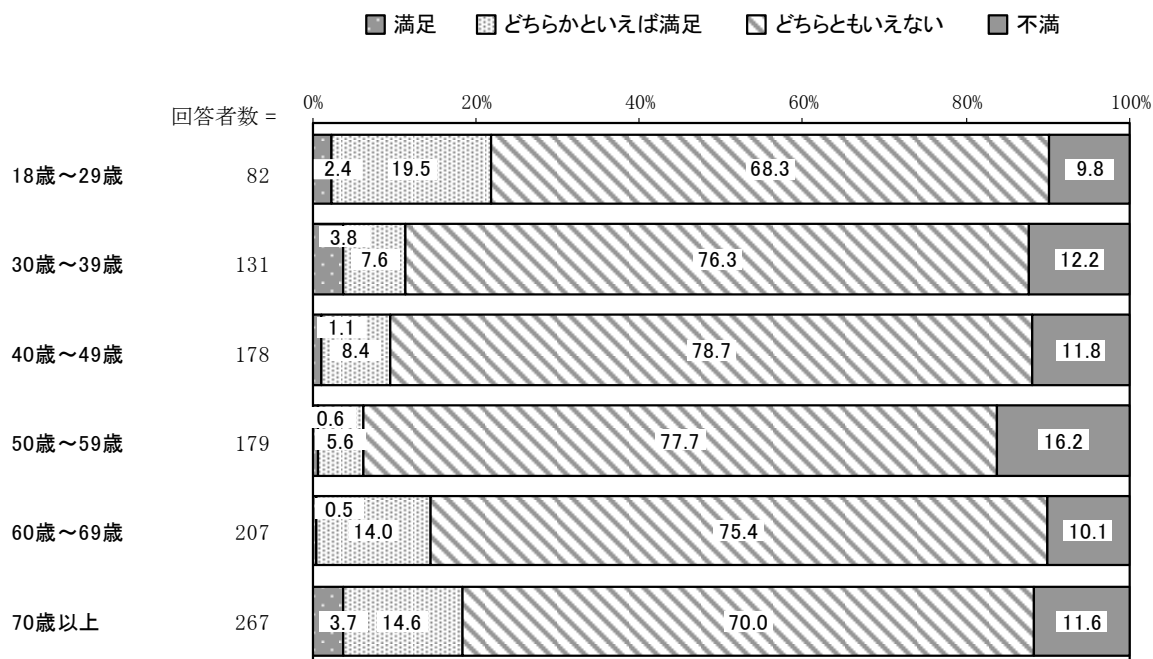 満足 どちらかといえば満足 どちらともいえない 不満
回答者数 = 0% 20% 40% 60% 80% 100%
18歳～29歳 82 2.4 19.5 68.3 9.8
30歳～39歳 131 3.8 7.6 76.3 12.2
40歳～49歳 178 1.1 8.4 78.7 11.8
50歳～59歳 179 0.6 5.6 77.7 16.2
60歳～69歳 207 0.5 14.0 75.4 10.1
70歳以上 267 3.7 14.6 70.0 11.6